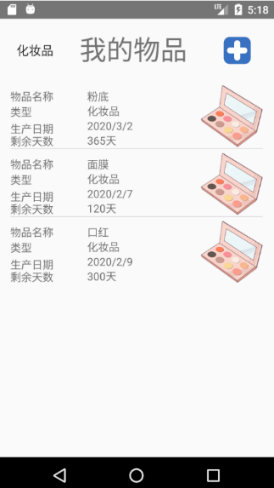 5:18
化妆品 我的物品
物品名称 粉底
类型 化妆品
生产日期 2020/3/2
剩余天数 365天
物品名称 面膜
类型 化妆品
生产日期 2020/2/7
剩余天数 120天
物品名称 口红
类型 化妆品
生产日期 2020/2/9
剩余天数 300天